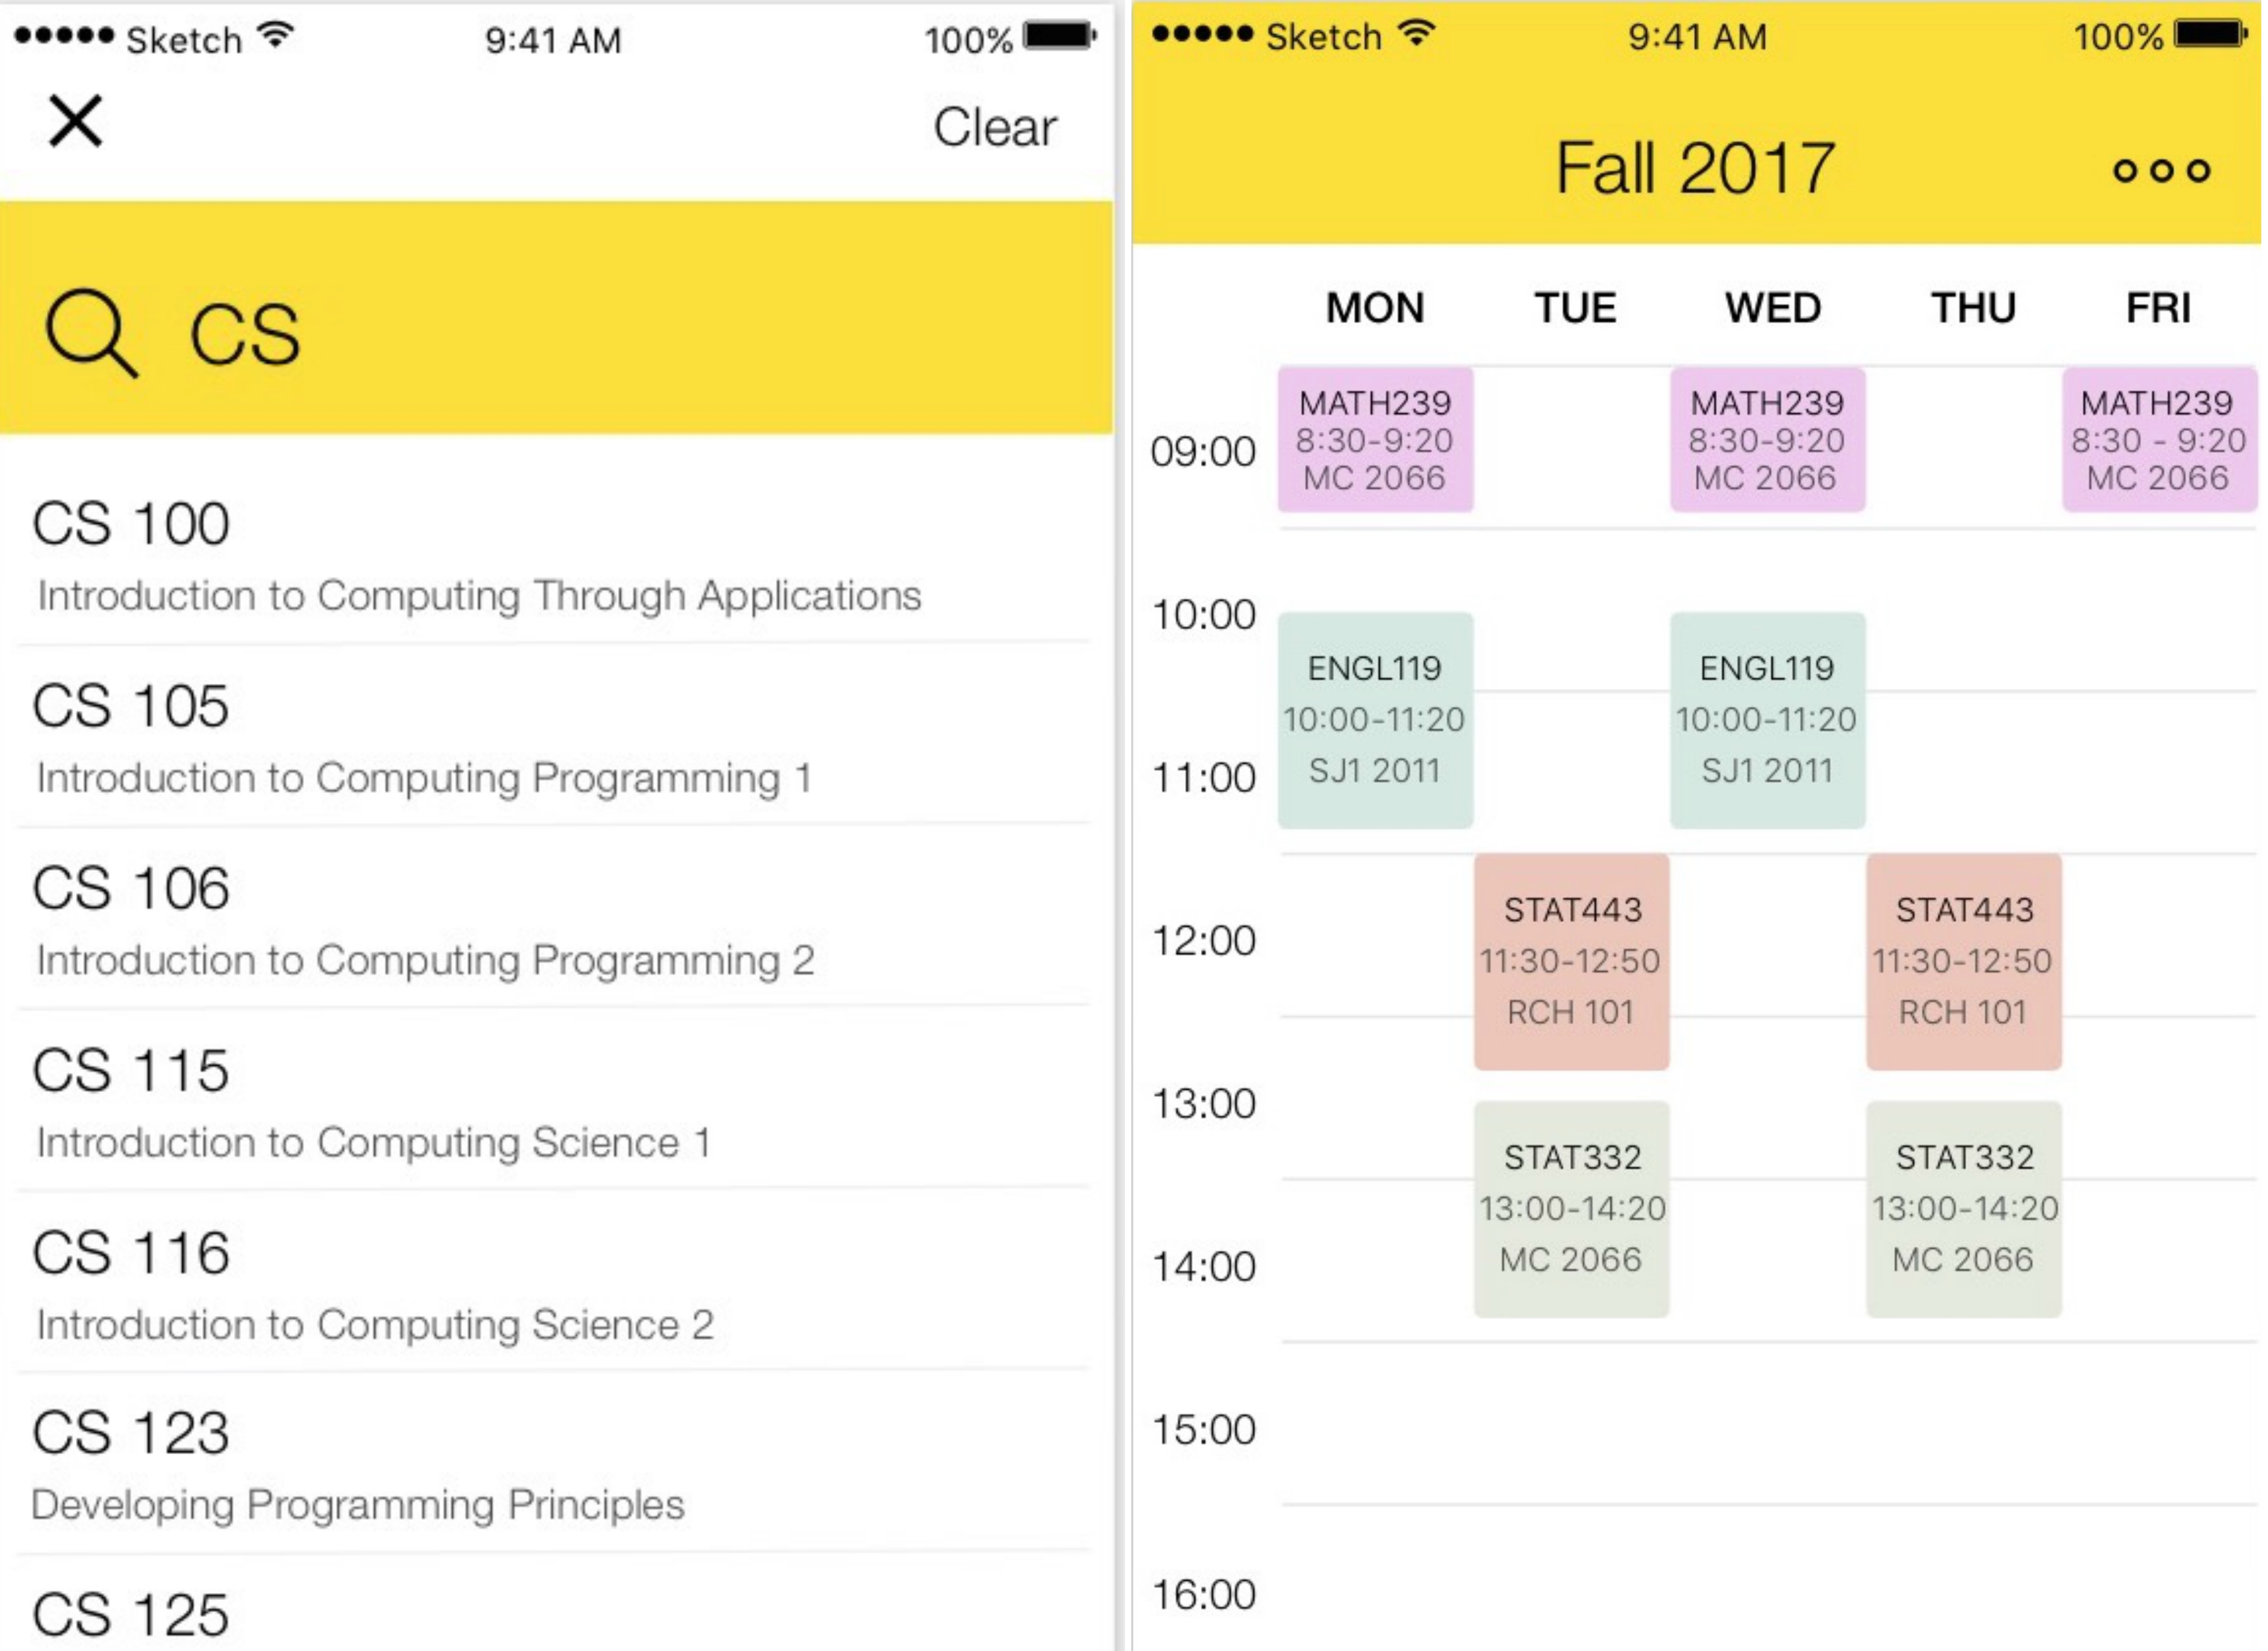 Sketch 9:41 AM 100%
Clear
CS
CS 100
Introduction to Computing Through Applications
CS 105
Introduction to Computing Programming 1
CS 106
Introduction to Computing Programming 2
CS 115
Introduction to Computing Science 1
CS 116
Introduction to Computing Science 2
CS 123
Developing Programming Principles
CS 125
Sketch 9:41 AM 100%
Fall 2017
MON TUE WED THU FRI
MATH239 MATH239 MATH239
09:00 8:30-9:20 8:30-9:20 8:30 - 9:20
MC 2066 MC 2066 MC 2066
10:00
ENGL119 ENGL119
10:00-11:20 10:00-11:20
11:00 SJ1 2011 SJ1 2011
STAT443 STAT443
12:00 11:30-12:50 11:30-12:50
RCH 101 RCH 101
13:00
STAT332 STAT332
13:00-14:20 13:00-14:20
14:00 MC 2066 MC 2066
15:00
16:00